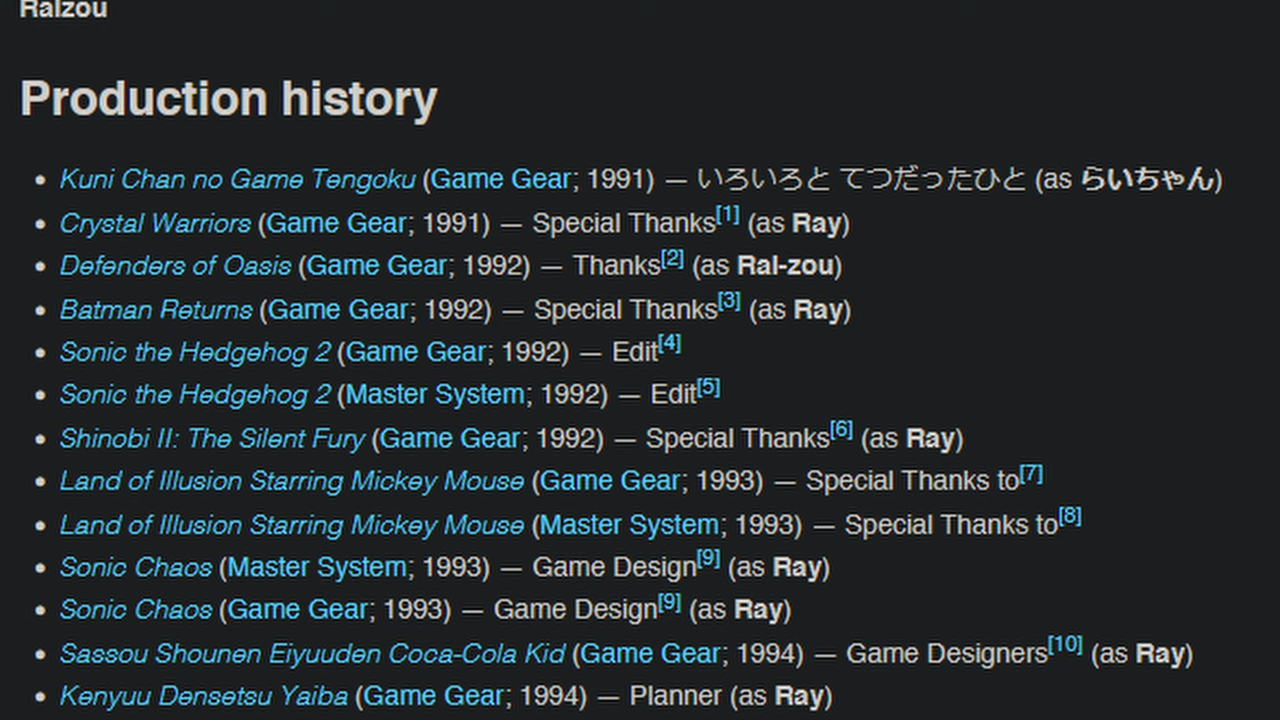 Raizou
Production history
• Kuni Chan no Game Tengoku (Game Gear; 1991) — いろいろと てつだったひと (as らいちゃん)
• Crystal Warriors (Game Gear; 1991) — Special Thanks[1] (as Ray)
• Defenders of Oasis (Game Gear; 1992) — Thanks[2] (as Rai-zou)
• Batman Returns (Game Gear; 1992) — Special Thanks[3] (as Ray)
• Sonic the Hedgehog 2 (Game Gear; 1992) — Edit[4]
• Sonic the Hedgehog 2 (Master System; 1992) — Edit[5]
• Shinobi II: The Silent Fury (Game Gear; 1992) — Special Thanks[6] (as Ray)
• Land of Illusion Starring Mickey Mouse (Game Gear; 1993) — Special Thanks to[7]
• Land of Illusion Starring Mickey Mouse (Master System; 1993) — Special Thanks to[8]
• Sonic Chaos (Master System; 1993) — Game Design[9] (as Ray)
• Sonic Chaos (Game Gear; 1993) — Game Design[9] (as Ray)
• Sassou Shounen Eiyuuden Coca-Cola Kid (Game Gear; 1994) — Game Designers[10] (as Ray)
• Kenyuu Densetsu Yaiba (Game Gear; 1994) — Planner (as Ray)